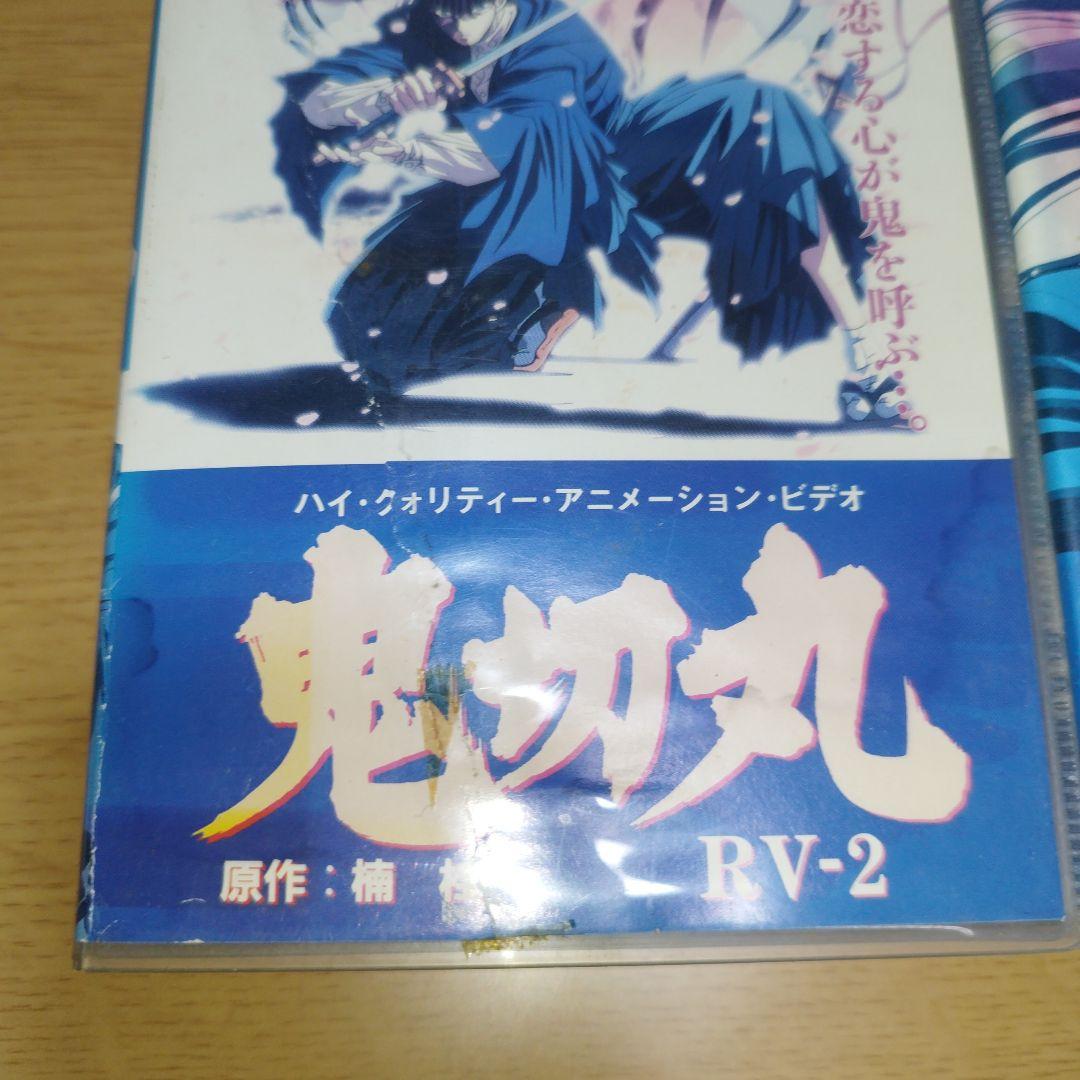 恋する心が鬼を呼ぶ…。
ハイ・クォリティー・アニメーション・ビデオ
鬼切丸
原作:楠 桂
RV-2